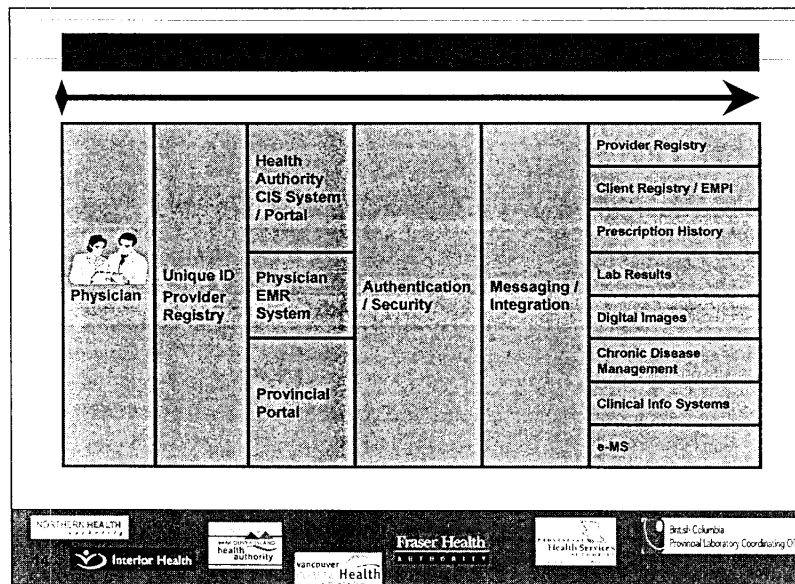 Physician
Unique ID
Provider
Registry
Health
Authority
CIS System
/ Portal
Physician
EMR
System
Provincial
Portal
Authentication
/ Security
Messaging /
Integration
Provider Registry
Client Registry / EMPI
Prescription History
Lab Results
Digital Images
Chronic Disease
Management
Clinical Info Systems
e-MS
NORTHERN HEALTH
Interior Health
health
authority
vancouver
Health
Fraser Health
AUTHORITY
Health Services
British Columbia
Provincial Laboratory Coordinating Of